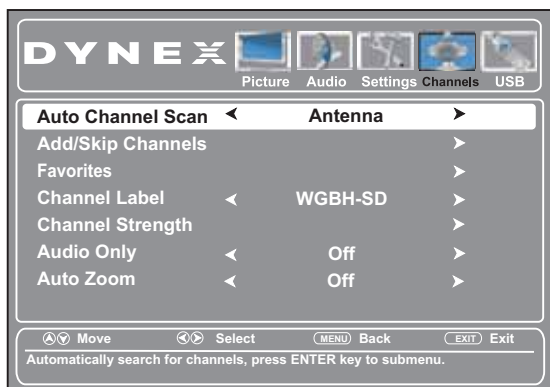 DYNEX
Picture Audio Settings Channels USB
Auto Channel Scan Antenna
Add/Skip Channels
Favorites
Channel Label WGBH-SD
Channel Strength
Audio Only Off
Auto Zoom Off
Move Select MENU Back EXIT Exit
Automatically search for channels, press ENTER key to submenu.